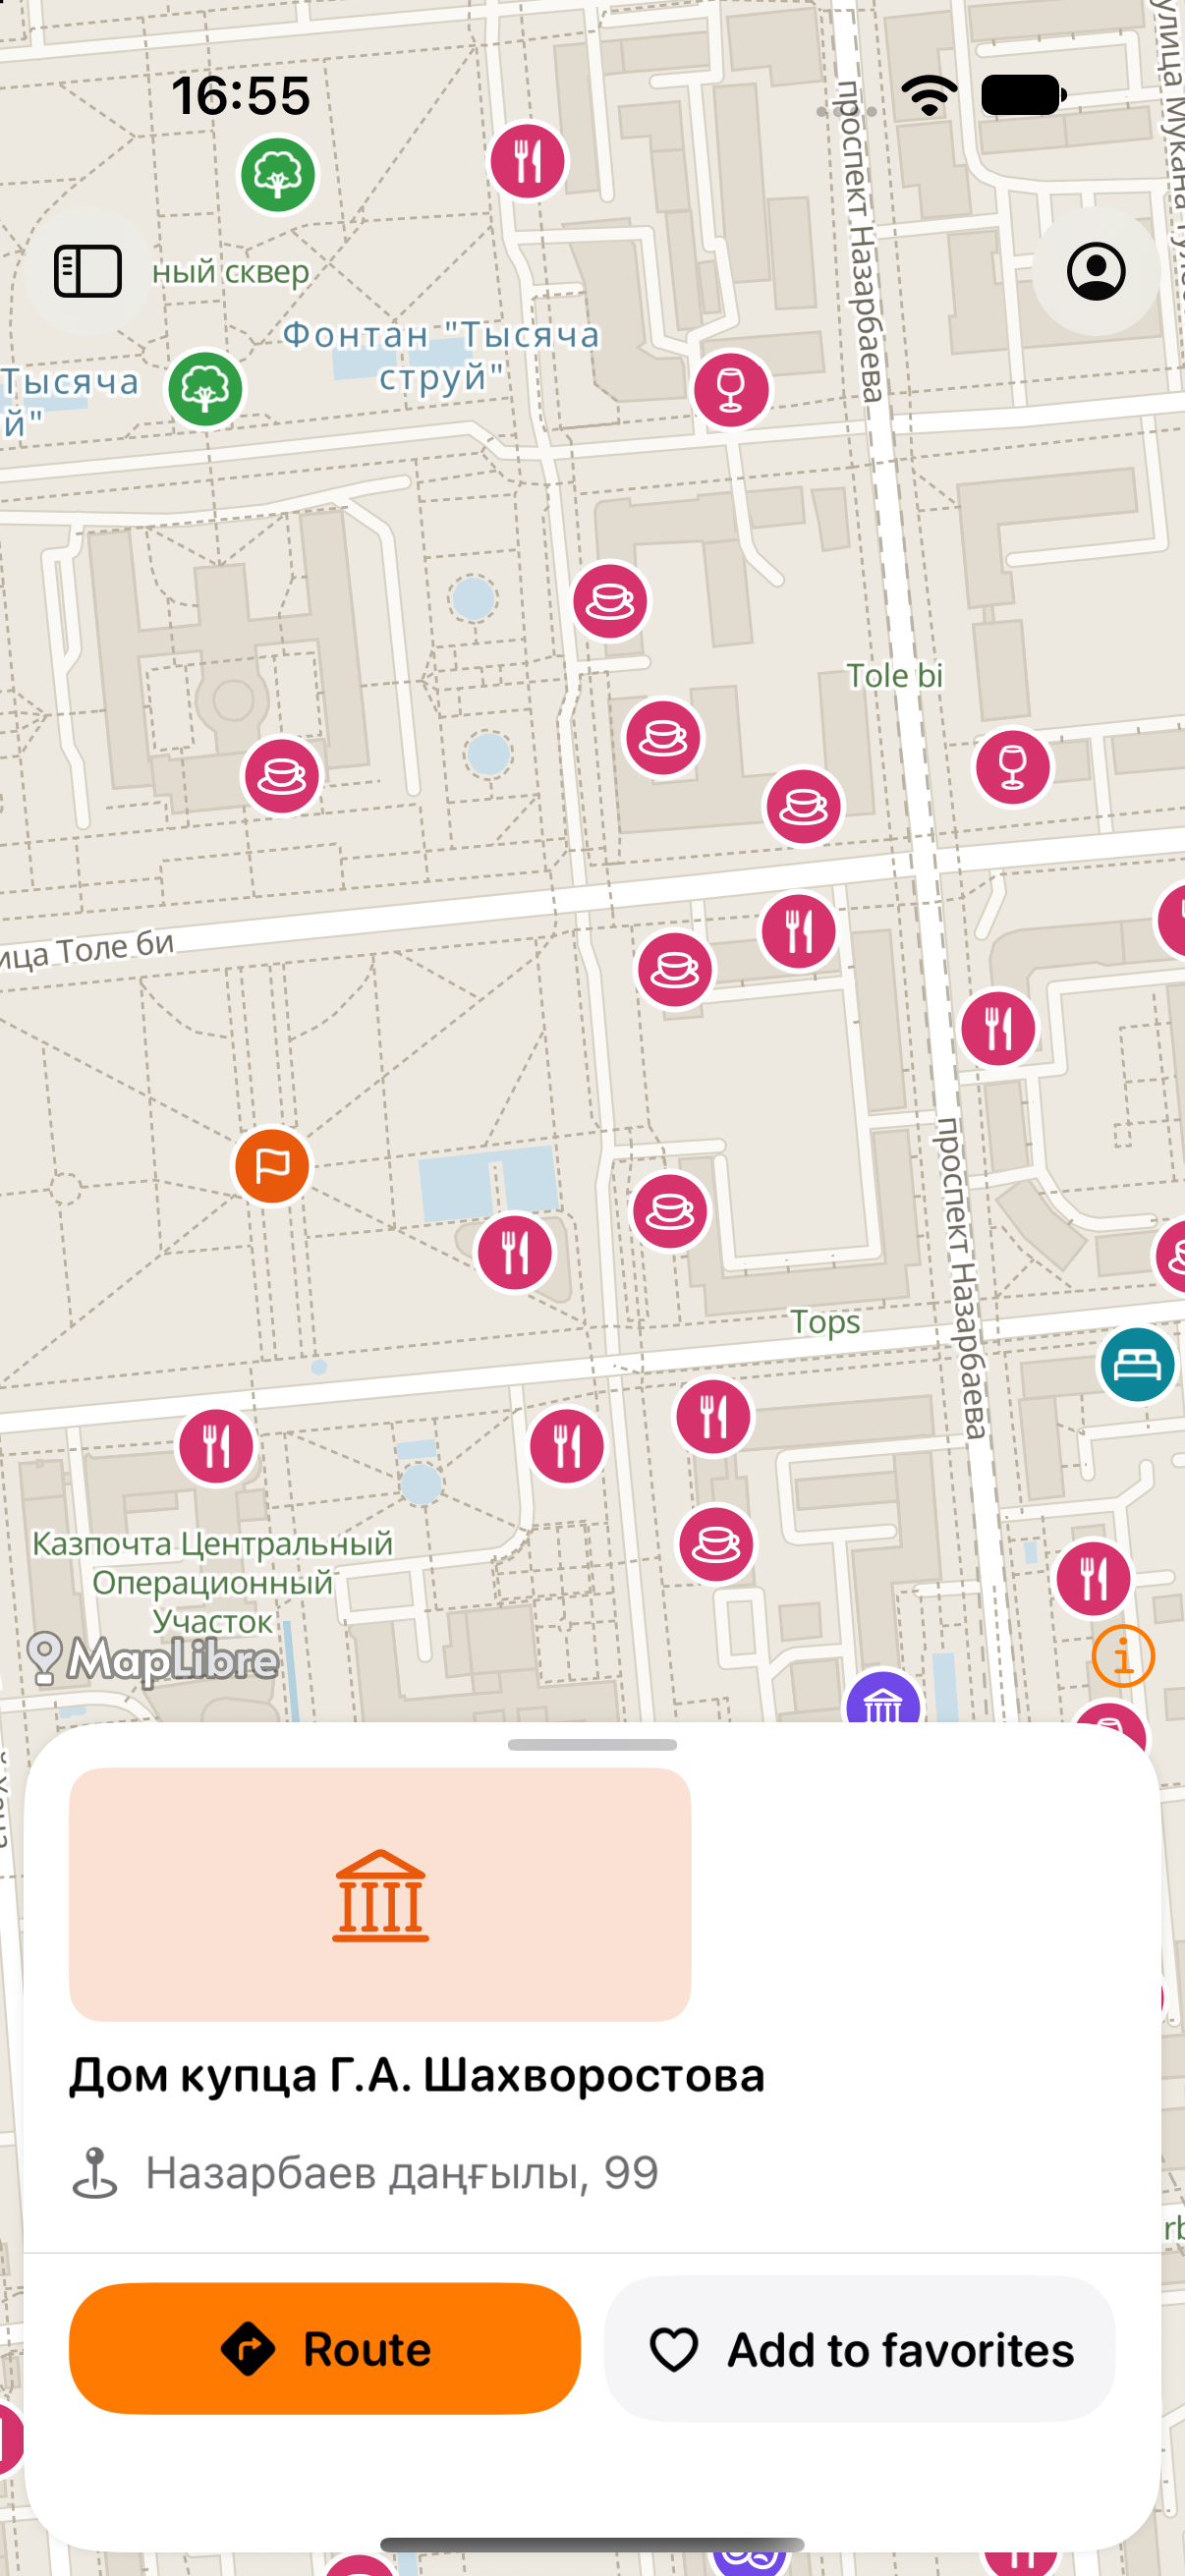 16:55
проспект Назарбаева
улица Мукана Туле
ный сквер
Фонтан "Тысяча
струй"
Тысяча
й"
Tole bi
ица Толе би
проспект Назарбаева
Tops
Казпочта Центральный
Операционный
Участок
MapLibre
Дом купца Г.А. Шахворостова
Назарбаев даңғылы, 99
Route
Add to favorites